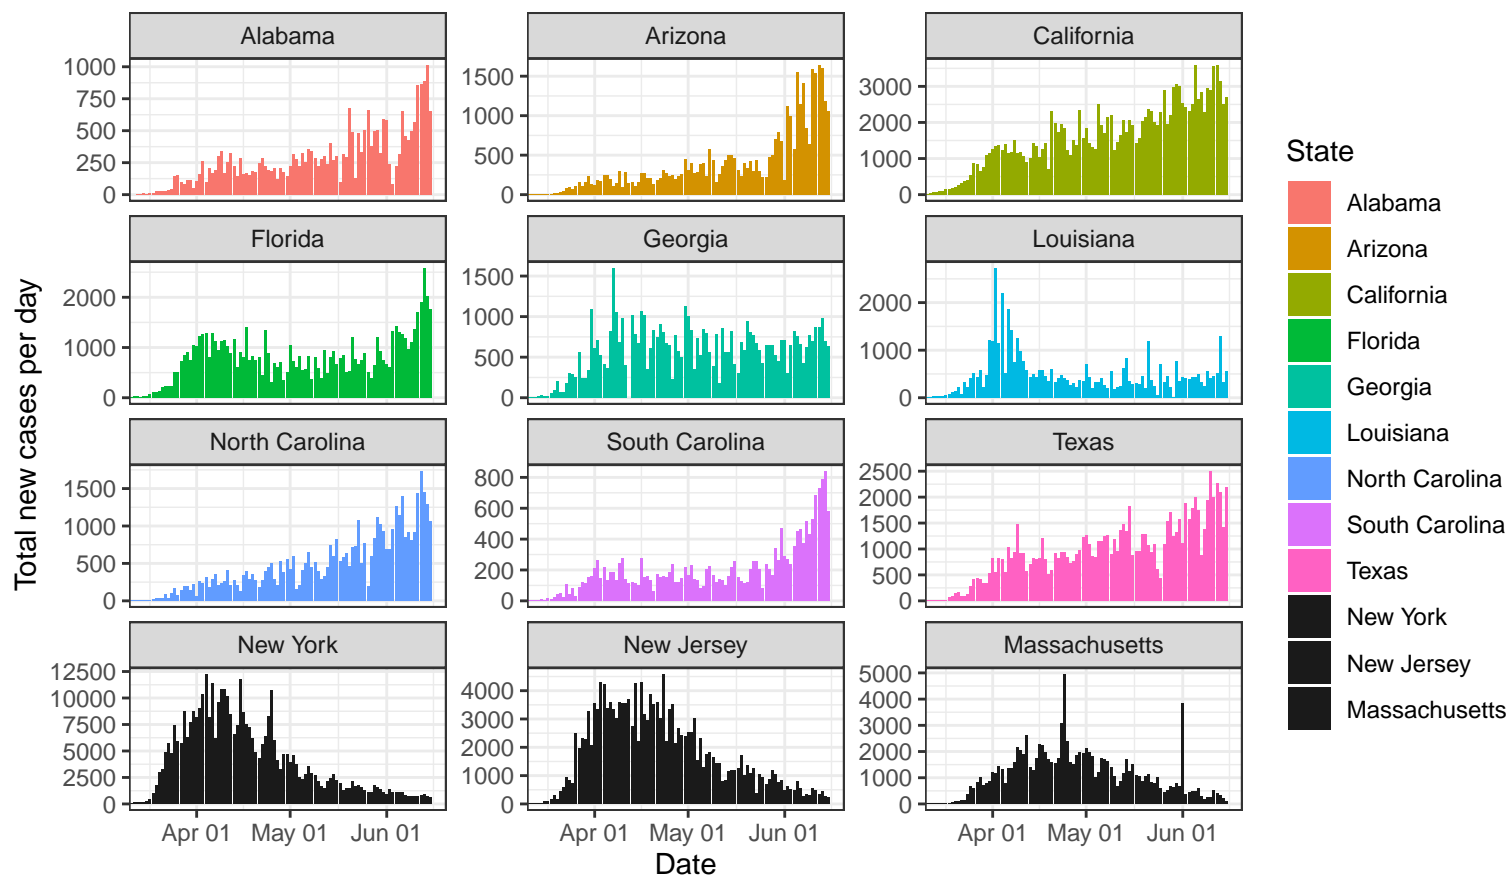 Alabama
Arizona
California
1000
750
500
250
0
1500
1000
500
0
3000
2000
1000
0
Florida
Georgia
Louisiana
2000
1000
0
1500
1000
500
0
2000
1000
0
North Carolina
South Carolina
Texas
1500
1000
500
0
800
600
400
200
0
2500
2000
1500
1000
500
0
New York
New Jersey
Massachusetts
12500
10000
7500
5000
2500
0
4000
3000
2000
1000
0
5000
4000
3000
2000
1000
0
Apr 01 May 01 Jun 01
Apr 01 May 01 Jun 01
Apr 01 May 01 Jun 01
Date
Total new cases per day
State
Alabama
Arizona
California
Florida
Georgia
Louisiana
North Carolina
South Carolina
Texas
New York
New Jersey
Massachusetts